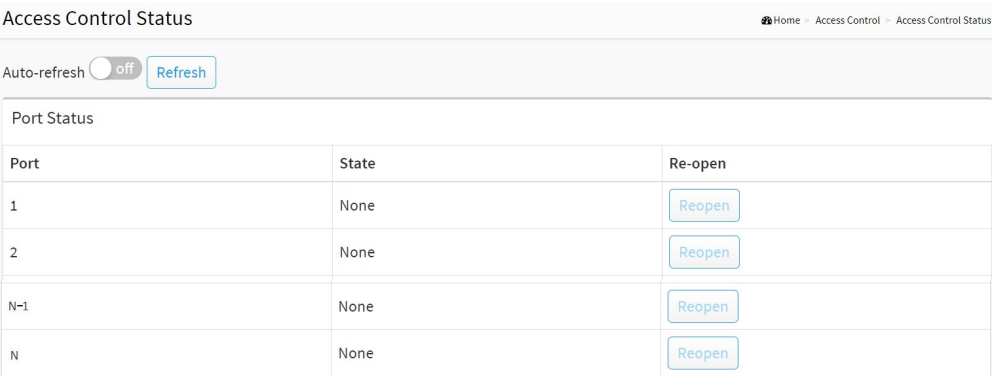 Access Control Status
Home > Access Control > Access Control Status
Auto-refresh off Refresh
Port Status
Port State Re-open
1 None Reopen
2 None Reopen
N-1 None Reopen
N None Reopen